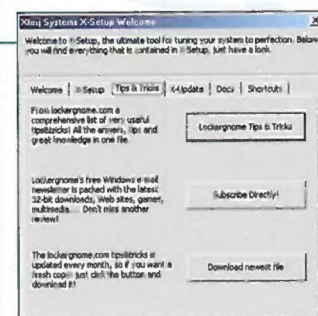 Xteq Systems X-Setup Welcome
Welcome to X-Setup, the ultimate tool for tuning your system to perfection. Below
you will find everything that is contained in X-Setup, just have a look.
Welcome X-Setup Tips & Tricks X-Update Docs Shortcuts
From lockergnome.com a
comprehensive list of very useful
tips&tricks! All the anwers, tips and
great knowledge in one file.
Lockergnome Tips & Tricks
Lockergnome's free Windows e-mail
newsletter is packed with the latest
32-bit downloads, Web sites, games,
multimedia... Don't miss another
review!
Subscribe Directly!
The lockergnome.com tips&tricks is
updated every month, so if you want a
fresh copy just click the button and
download it!
Download newest file